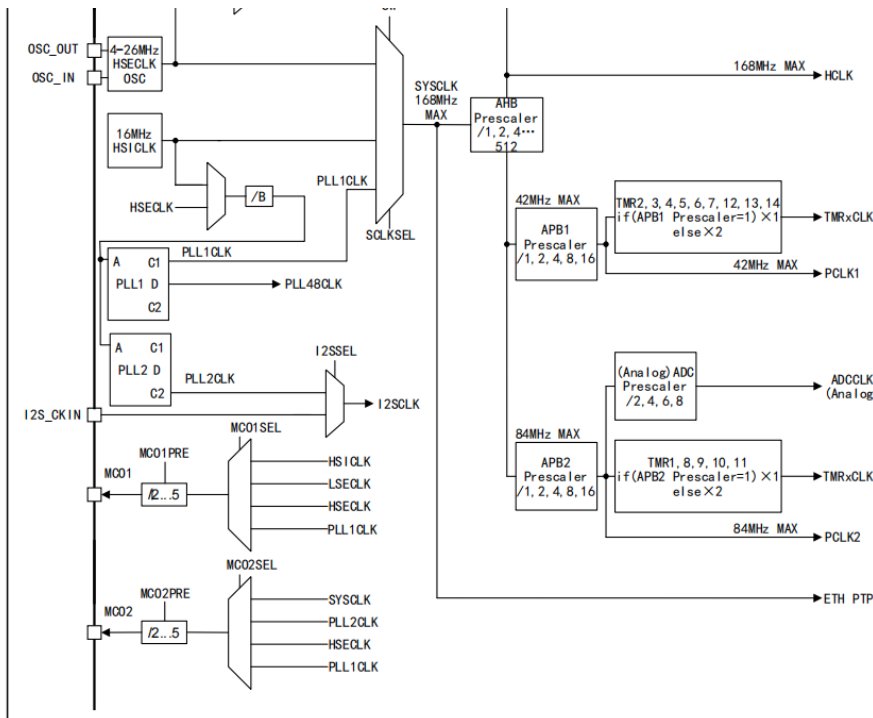 OSC_OUT
OSC_IN
4-26MHz
HSECLK
OSC
168MHz MAX
HCLK
SYSCLK
168MHz
MAX
AHB
Prescaler
/1, 2, 4…
512
16MHz
HSICLK
PLL1CLK
/B
HSECLK
SCLKSEL
42MHz MAX
APB1
Prescaler
/1, 2, 4, 8, 16
TMR2, 3, 4, 5, 6, 7, 12, 13, 14
if(APB1 Prescaler=1) ×1
else×2
TMRxCLK
42MHz MAX
PCLK1
A C1
PLL1 D
C2
PLL1CLK
PLL48CLK
A C1
PLL2 D
C2
PLL2CLK
I2SSEL
I2SCLK
I2S_CKIN
(Analog)ADC
Prescaler
/2, 4, 6, 8
ADCCLK
(Analog
84MHz MAX
APB2
Prescaler
/1, 2, 4, 8, 16
TMR1, 8, 9, 10, 11
if(APB2 Prescaler=1) ×1
else×2
TMRxCLK
84MHz MAX
PCLK2
MCO1SEL
MCO1PRE
MCO1
/2...5
HSICLK
LSECLK
HSECLK
PLL1CLK
MCO2SEL
MCO2PRE
MCO2
/2...5
SYSCLK
PLL2CLK
HSECLK
PLL1CLK
ETH PTP